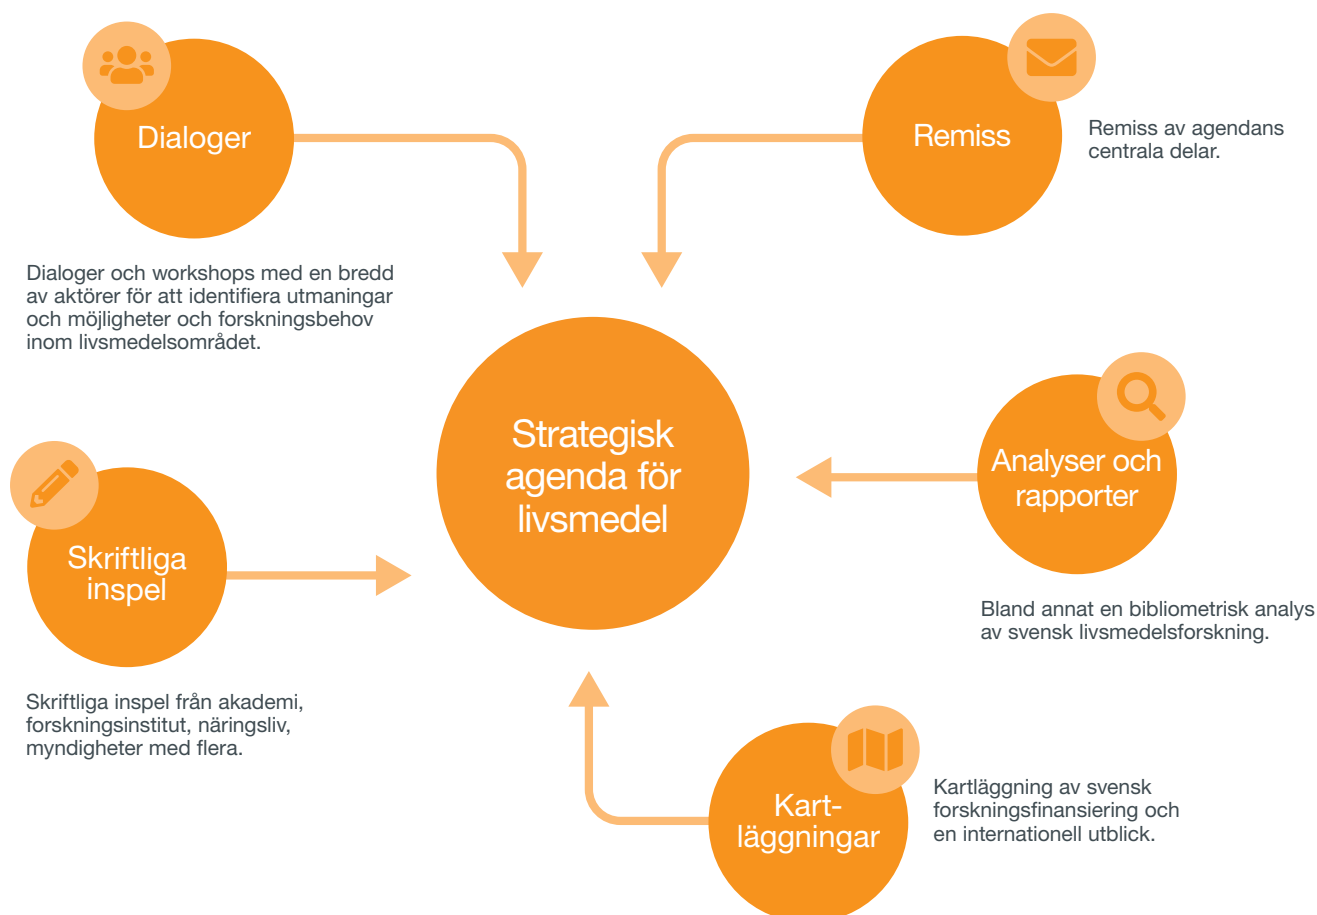 Dialoger
Dialoger och workshops med en bredd
av aktörer för att identifiera utmaningar
och möjligheter och forskningsbehov
inom livsmedelsområdet.
Remiss
Remiss av agendans
centrala delar.
Strategisk
agenda för
livsmedel
Analyser och
rapporter
Bland annat en bibliometrisk analys
av svensk livsmedelsforskning.
Skriftliga
inspel
Skriftliga inspel från akademi,
forskningsinstitut, näringsliv,
myndigheter med flera.
Kart-
läggningar
Kartläggning av svensk
forskningsfinansiering och
en internationell utblick.